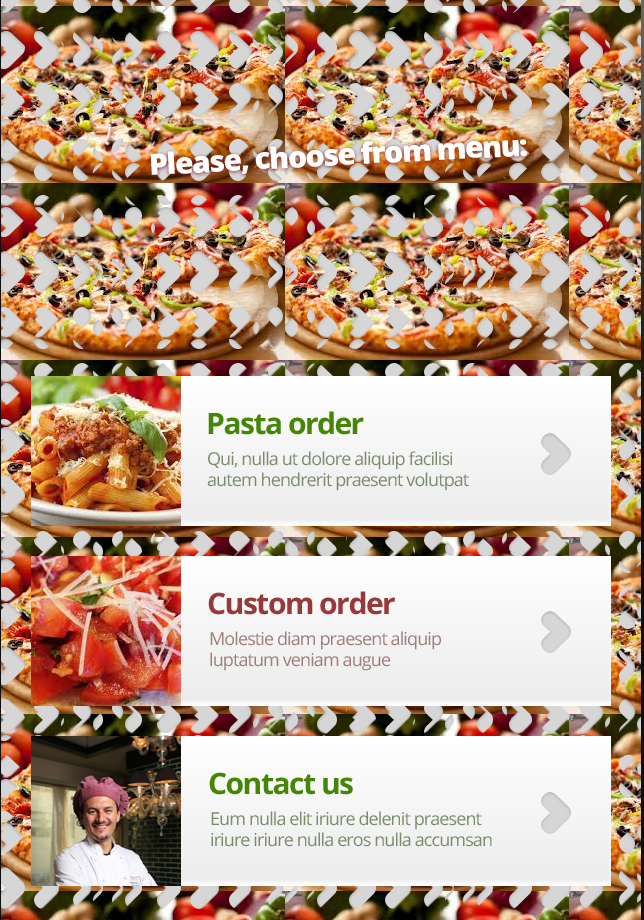 Please, choose from menu:
Pasta order
Qui, nulla ut dolore aliquip facilisi
autem hendrerit praesent volutpat
Custom order
Molestie diam praesent aliquip
luptatum veniam augue
Contact us
Eum nulla elit iriure delenit praesent
iriure iriure nulla eros nulla accumsan